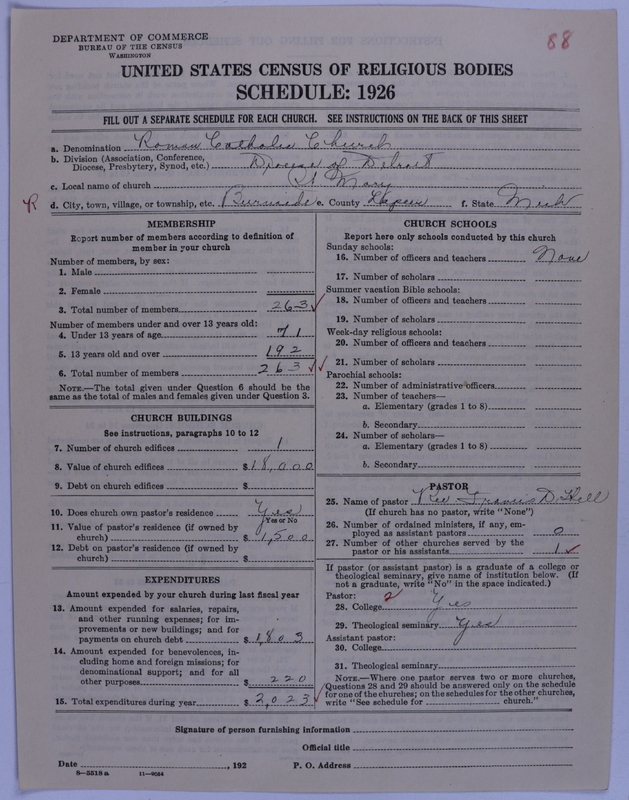 DEPARTMENT OF COMMERCE
BUREAU OF THE CENSUS
WASHINGTON
88
UNITED STATES CENSUS OF RELIGIOUS BODIES
SCHEDULE: 1926
FILL OUT A SEPARATE SCHEDULE FOR EACH CHURCH. SEE INSTRUCTIONS ON THE BACK OF THIS SHEET
a. Denomination Roman Catholic Church
b. Division (Association, Conference, Diocese, Presbytery, Synod, etc.) Diocese of Detroit
c. Local name of church St Mary
R d. City, town, village, or township, etc. Burnside e. County Lapeer f. State Mich
MEMBERSHIP
Report number of members according to definition of
member in your church
Number of members, by sex:
1. Male
2. Female
3. Total number of members 263 ✓
Number of members under and over 13 years old:
4. Under 13 years of age 71
5. 13 years old and over 192
6. Total number of members 263 ✓✓
NOTE.—The total given under Question 6 should be the
same as the total of males and females given under Question 3.
CHURCH BUILDINGS
See instructions, paragraphs 10 to 12
7. Number of church edifices 1
8. Value of church edifices $18,000
9. Debt on church edifices $
10. Does church own pastor's residence Yes
Yes or No
11. Value of pastor's residence (if owned by
church) $1,500
12. Debt on pastor's residence (if owned by
church) $
EXPENDITURES
Amount expended by your church during last fiscal year
13. Amount expended for salaries, repairs,
and other running expenses; for im-
provements or new buildings; and for
payments on church debt $1,803
14. Amount expended for benevolences, in-
cluding home and foreign missions; for
denominational support; and for all
other purposes $220
15. Total expenditures during year $2,023 ✓
CHURCH SCHOOLS
Report here only schools conducted by this church
Sunday schools:
16. Number of officers and teachers None
17. Number of scholars
Summer vacation Bible schools:
18. Number of officers and teachers
19. Number of scholars
Week-day religious schools:
20. Number of officers and teachers
21. Number of scholars
Parochial schools:
22. Number of administrative officers
23. Number of teachers—
a. Elementary (grades 1 to 8)
b. Secondary
24. Number of scholars—
a. Elementary (grades 1 to 8)
b. Secondary
PASTOR
25. Name of pastor Rev Francis D
(If church has no pastor, write "None")
26. Number of ordained ministers, if any, em-
ployed as assistant pastors 0
27. Number of other churches served by the
pastor or his assistants 1 ✓
If pastor (or assistant pastor) is a graduate of a college or
theological seminary, give name of institution below. (If
not a graduate, write "No" in the space indicated.)
Pastor: 2
28. College Yes
29. Theological seminary Yes
Assistant pastor:
30. College
31. Theological seminary
NOTE.—Where one pastor serves two or more churches,
Questions 28 and 29 should be answered only on the schedule
for one of the churches; on the schedules for the other churches,
write "See schedule for church."
Signature of person furnishing information
Official title
Date , 192 P. O. Address
8—5518 a 11—9054